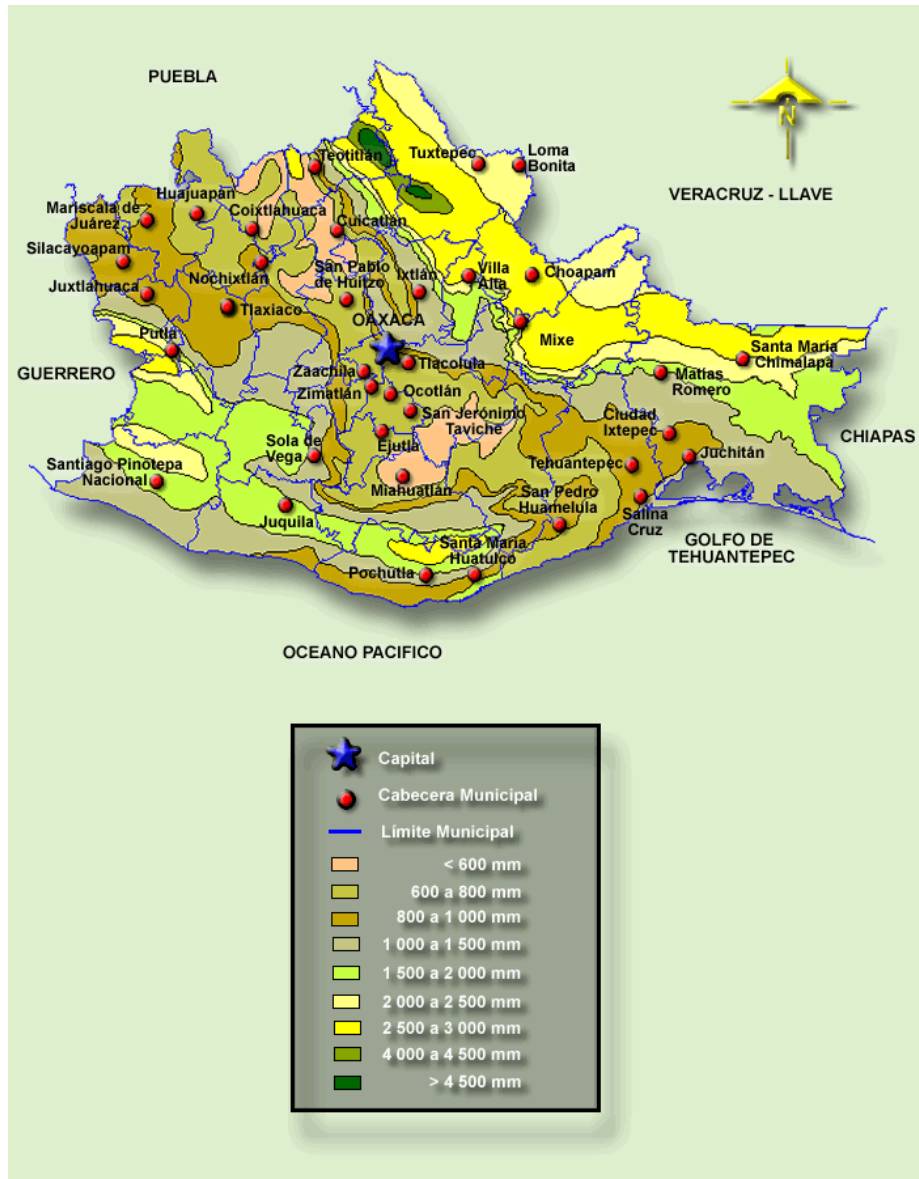 PUEBLA
N
VERACRUZ - LLAVE
Teotitlán
Tuxtepec
Loma
Bonita
Huajuapan
Mariscala de
Juárez
Coixtlahuaca
Cuicatlán
Silacayoapam
Nochixtlán
San Pablo
de Huitzo
Ixtlán
Villa
Alta
Choapam
Juxtlahuaca
Tlaxiaco
OAXACA
Putla
Mixe
Santa María
Chimalapa
GUERRERO
Zaachila
Tlacolula
Matías
Romero
Zimatlán
Ocotlán
San Jerónimo
Taviche
Ciudad
Ixtepec
CHIAPAS
Ejutla
Sola de
Vega
Juchitán
Santiago Pinotepa
Nacional
Tehuantepec
Miahuatlán
San Pedro
Huamelula
Salina
Cruz
Juquila
GOLFO DE
TEHUANTEPEC
Santa María
Huatulco
Pochutla
OCEANO PACIFICO
Capital
Cabecera Municipal
Límite Municipal
< 600 mm
600 a 800 mm
800 a 1 000 mm
1 000 a 1 500 mm
1 500 a 2 000 mm
2 000 a 2 500 mm
2 500 a 3 000 mm
4 000 a 4 500 mm
> 4 500 mm